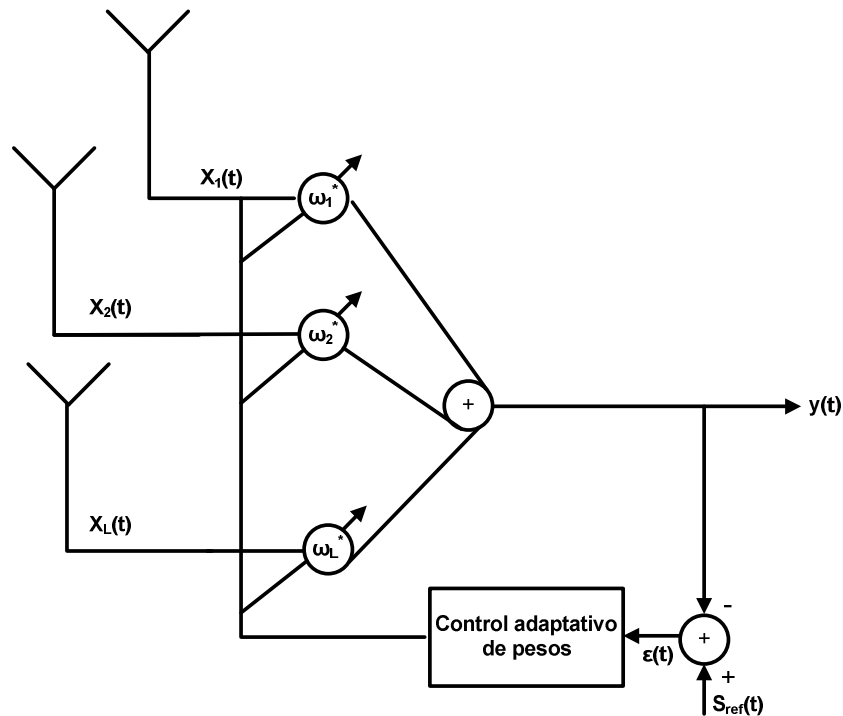 X1(t)
ω1*
X2(t)
ω2*
+
y(t)
XL(t)
ωL*
-
Control adaptativo
de pesos
+
ε(t)
+
Sref(t)